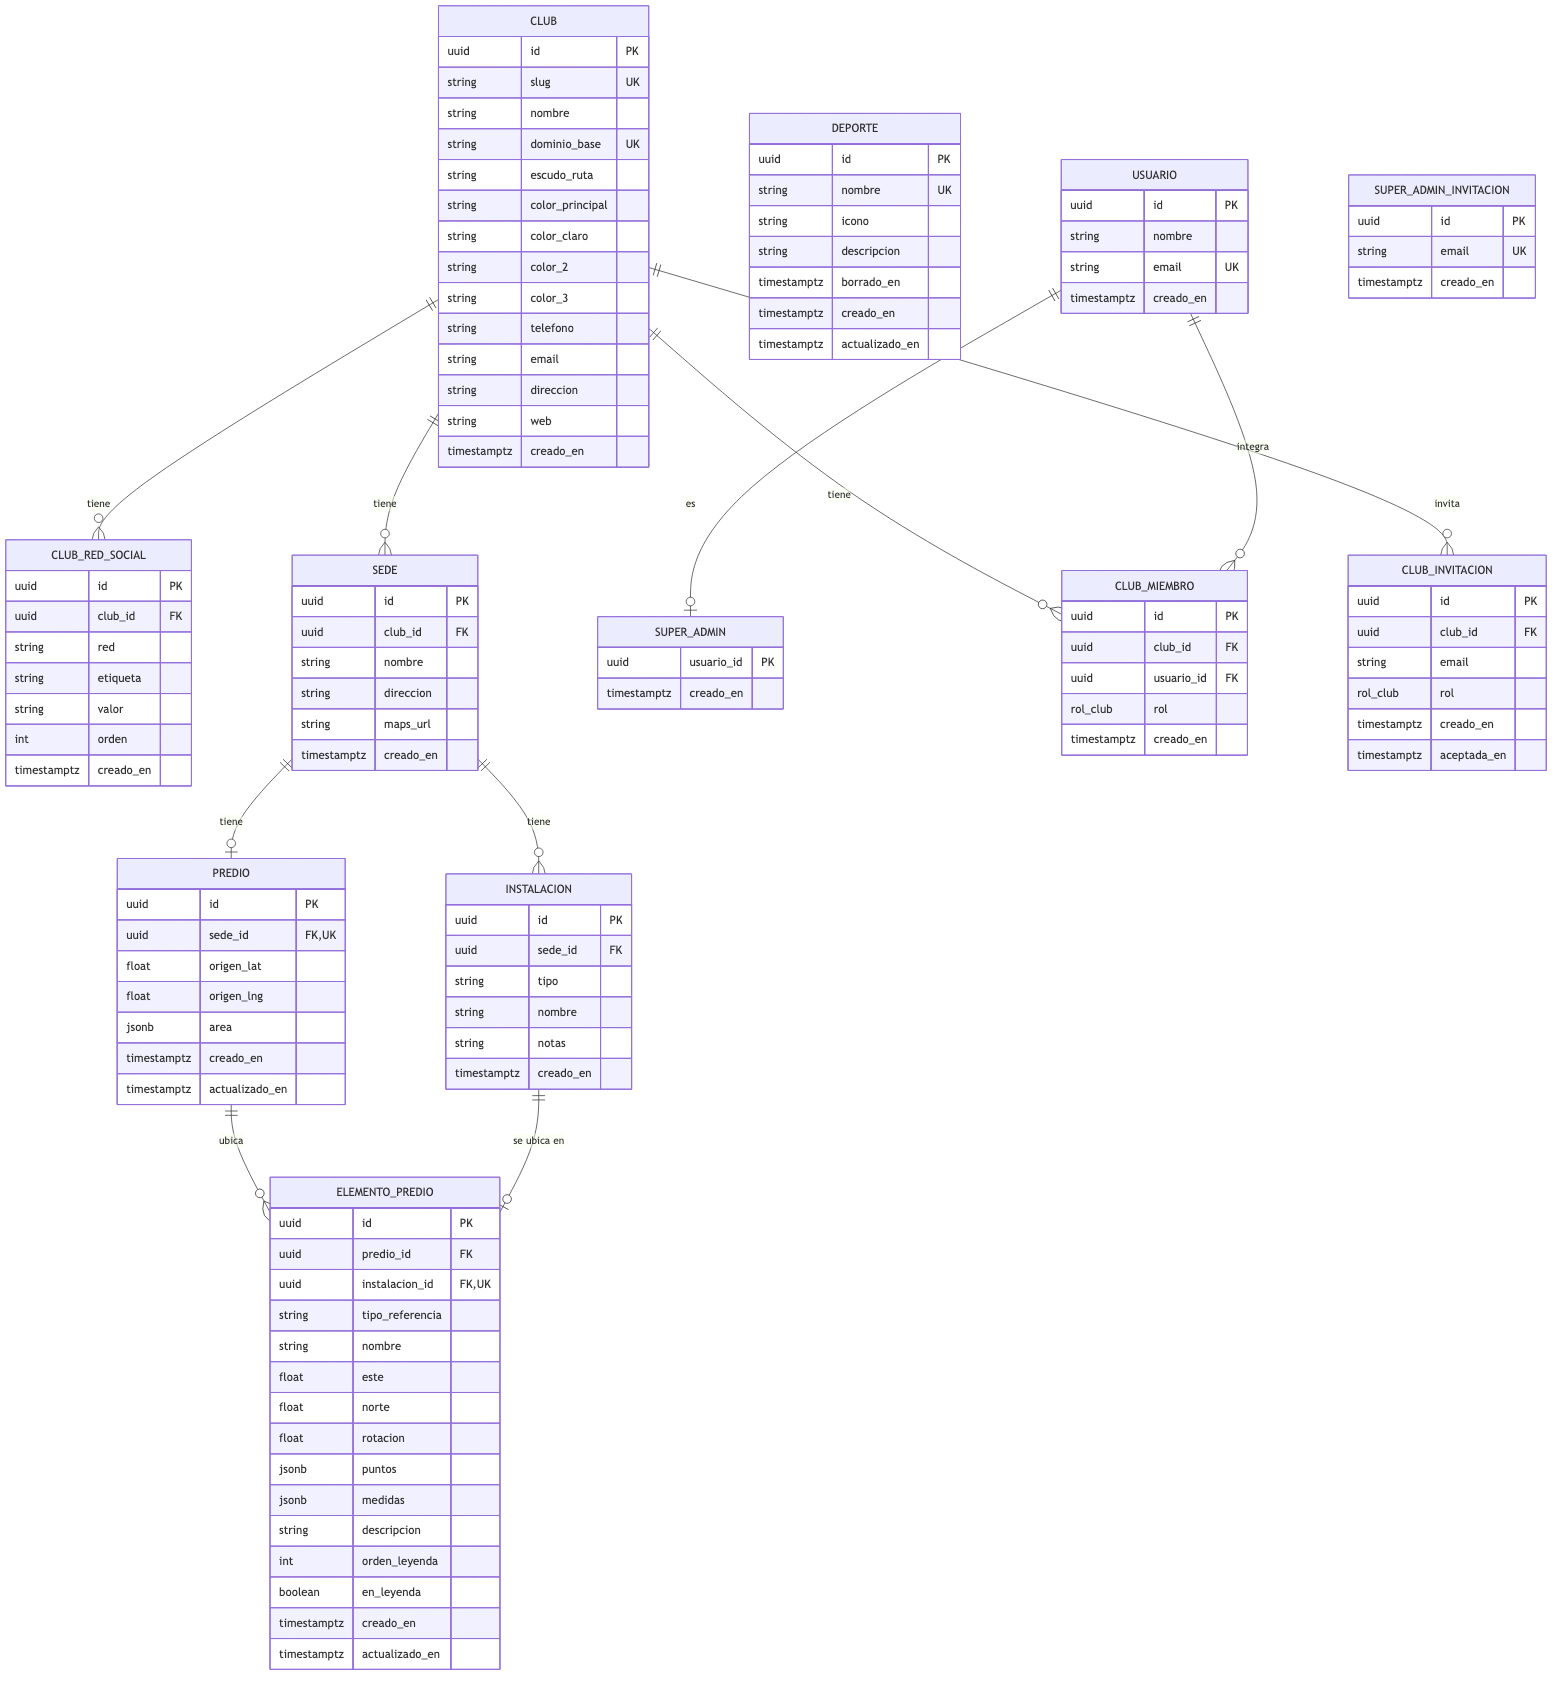 CLUB
uuid id PK
string slug UK
string nombre
string dominio_base UK
string escudo_ruta
string color_principal
string color_claro
string color_2
string color_3
string telefono
string email
string direccion
string web
timestamptz creado_en
DEPORTE
uuid id PK
string nombre UK
string icono
string descripcion
timestamptz borrado_en
timestamptz creado_en
timestamptz actualizado_en
USUARIO
uuid id PK
string nombre
string email UK
timestamptz creado_en
SUPER_ADMIN_INVITACION
uuid id PK
string email UK
timestamptz creado_en
tiene
tiene
es
tiene
integra
invita
CLUB_RED_SOCIAL
uuid id PK
uuid club_id FK
string red
string etiqueta
string valor
int orden
timestamptz creado_en
SEDE
uuid id PK
uuid club_id FK
string nombre
string direccion
string maps_url
timestamptz creado_en
SUPER_ADMIN
uuid usuario_id PK
timestamptz creado_en
CLUB_MIEMBRO
uuid id PK
uuid club_id FK
uuid usuario_id FK
rol_club rol
timestamptz creado_en
CLUB_INVITACION
uuid id PK
uuid club_id FK
string email
rol_club rol
timestamptz creado_en
timestamptz aceptada_en
tiene
tiene
PREDIO
uuid id PK
uuid sede_id FK,UK
float origen_lat
float origen_lng
jsonb area
timestamptz creado_en
timestamptz actualizado_en
INSTALACION
uuid id PK
uuid sede_id FK
string tipo
string nombre
string notas
timestamptz creado_en
ubica
se ubica en
ELEMENTO_PREDIO
uuid id PK
uuid predio_id FK
uuid instalacion_id FK,UK
string tipo_referencia
string nombre
float este
float norte
float rotacion
jsonb puntos
jsonb medidas
string descripcion
int orden_leyenda
boolean en_leyenda
timestamptz creado_en
timestamptz actualizado_en